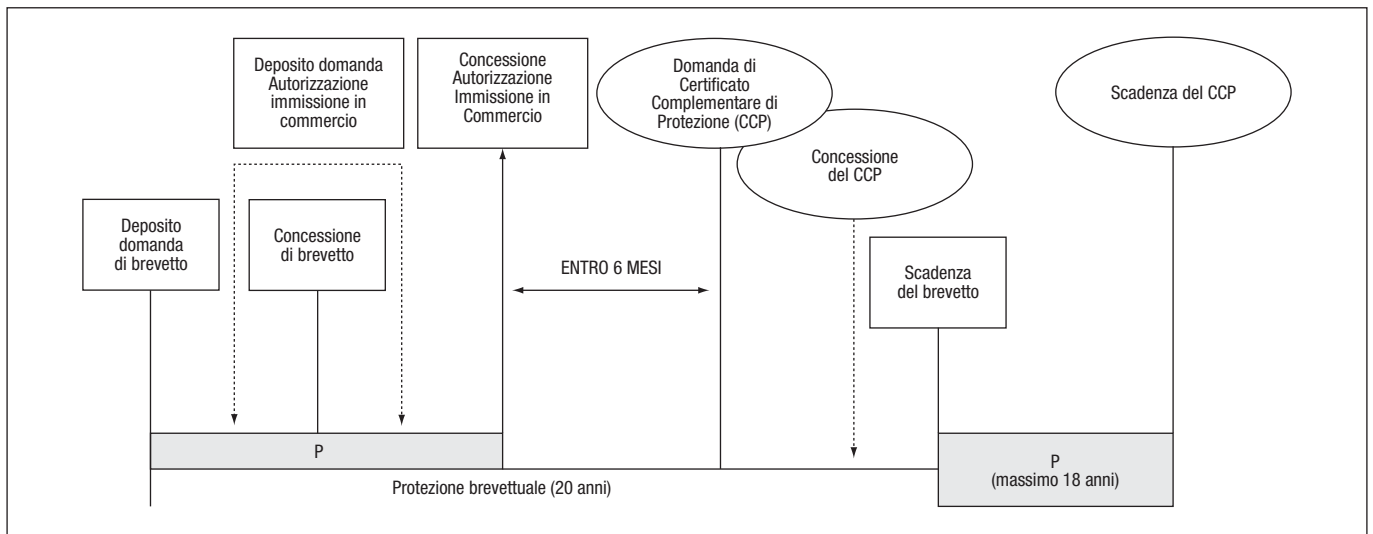 Deposito domanda
Autorizzazione
immissione in
commercio
Concessione
Autorizzazione
Immissione in
Commercio
Domanda di
Certificato
Complementare di
Protezione (CCP)
Scadenza del CCP
Concessione
del CCP
Deposito
domanda
di brevetto
Concessione
di brevetto
ENTRO 6 MESI
Scadenza
del brevetto
P
P
(massimo 18 anni)
Protezione brevettuale (20 anni)